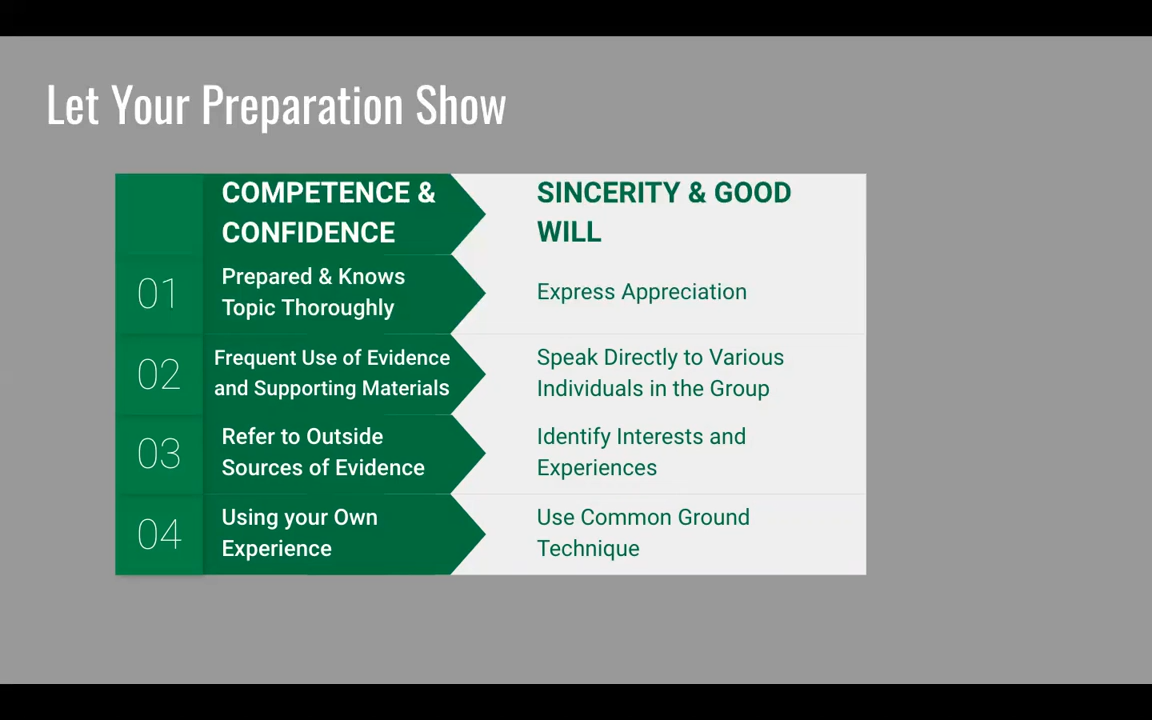 Let Your Preparation Show
COMPETENCE &
CONFIDENCE
SINCERITY & GOOD
WILL
01
Prepared & Knows
Topic Thoroughly
Express Appreciation
02
Frequent Use of Evidence
and Supporting Materials
Speak Directly to Various
Individuals in the Group
03
Refer to Outside
Sources of Evidence
Identify Interests and
Experiences
04
Using your Own
Experience
Use Common Ground
Technique